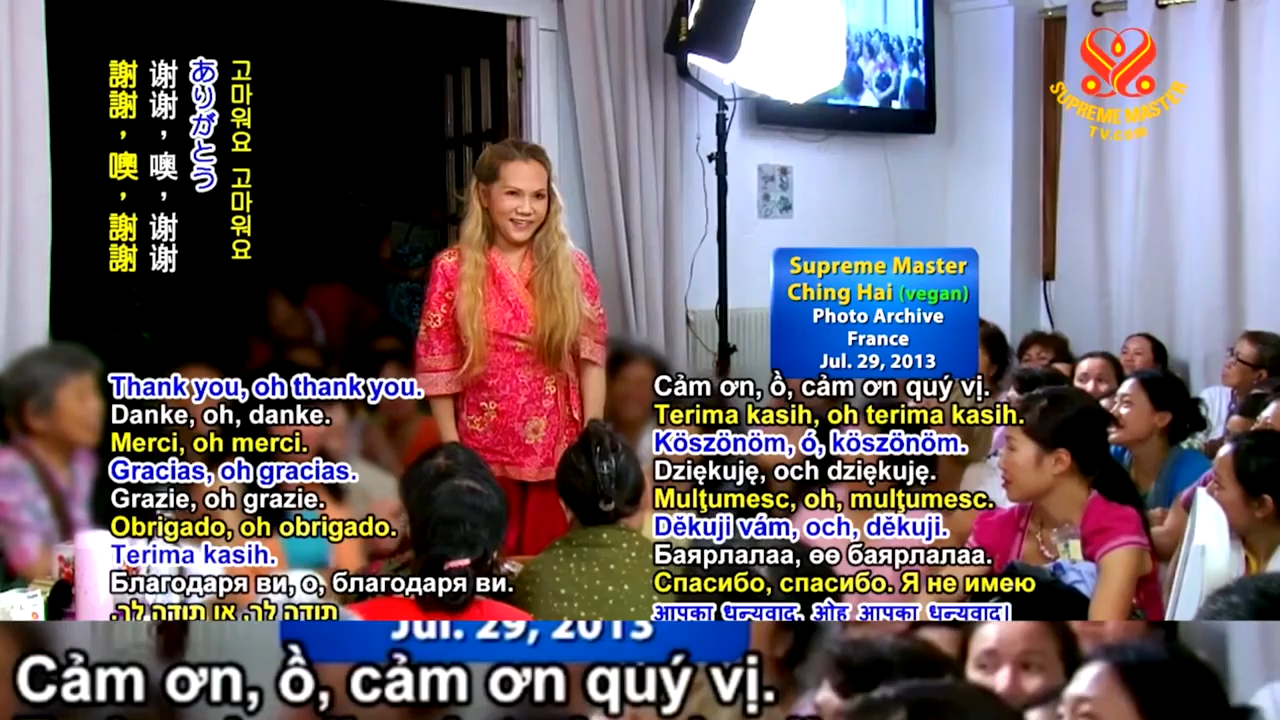 고마워요 고마워요
ありがとう
谢谢，噢，谢谢
謝謝，噢，謝謝
SUPREME MASTER
TV.COM
Supreme Master
Ching Hai (vegan)
Photo Archive
France
Jul. 29, 2013
Thank you, oh thank you.
Danke, oh, danke.
Merci, oh merci.
Gracias, oh gracias.
Grazie, oh grazie.
Obrigado, oh obrigado.
Terima kasih.
Благодаря ви, о, благодаря ви.
תודה לך. או תודה לך.
Cảm ơn, ồ, cảm ơn quý vị.
Terima kasih, oh terima kasih.
Köszönöm, ó, köszönöm.
Dziękuję, och dziękuję.
Mulţumesc, oh, mulţumesc.
Děkuji vám, och, děkuji.
Баярлалаа, өө баярлалаа.
Спасибо, спасибо. Я не имею
आपका धन्यवाद, ओह आपका धन्यवाद।
Jul. 29, 2013
Cảm ơn, ồ, cảm ơn quý vị.